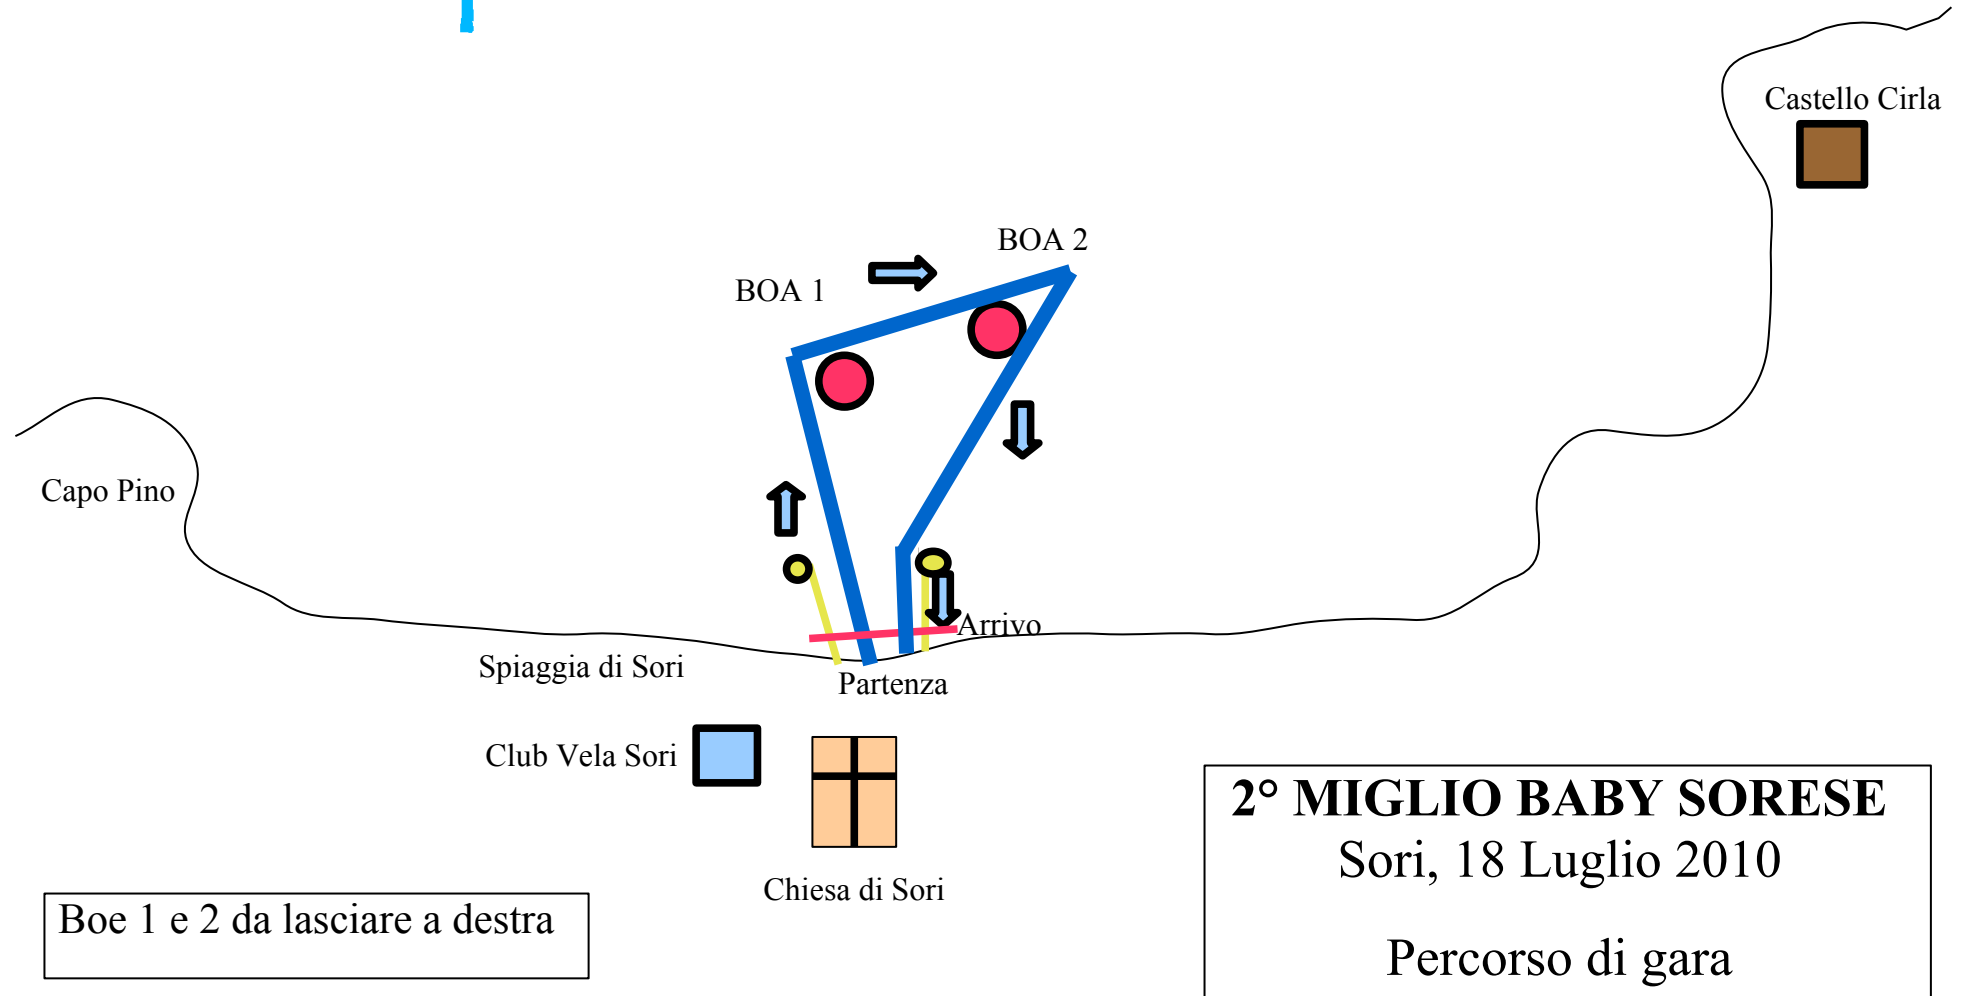 Castello Cirla
BOA 2
BOA 1
Capo Pino
Arrivo
Spiaggia di Sori
Partenza
Club Vela Sori
Chiesa di Sori
2° MIGLIO BABY SORESE
Sori, 18 Luglio 2010
Percorso di gara
Boe 1 e 2 da lasciare a destra